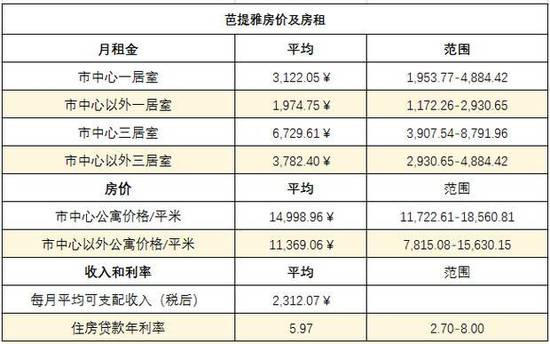 芭提雅房价及房租
月租金 平均 范围
市中心一居室 3,122.05￥ 1,953.77-4,884.42
市中心以外一居室 1,974.75￥ 1,172.26-2,930.65
市中心三居室 6,729.61￥ 3,907.54-8,791.96
市中心以外三居室 3,782.40￥ 2,930.65-4,884.42
房价 平均 范围
市中心公寓价格/平米 14,998.96￥ 11,722.61-18,560.81
市中心以外公寓价格/平米 11,369.06￥ 7,815.08-15,630.15
收入和利率 平均 范围
每月平均可支配收入（税后） 2,312.07￥
住房贷款年利率 5.97 2.70-8.00